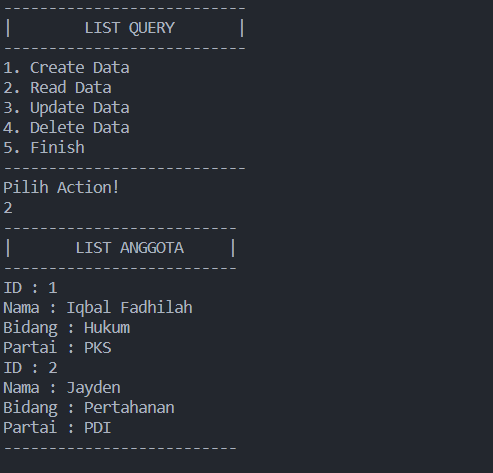 ---------------------------
|        LIST QUERY       |
---------------------------
1. Create Data
2. Read Data
3. Update Data
4. Delete Data
5. Finish
---------------------------
Pilih Action!
2
--------------------------
|       LIST ANGGOTA     |
--------------------------
ID : 1
Nama : Iqbal Fadhilah
Bidang : Hukum
Partai : PKS
ID : 2
Nama : Jayden
Bidang : Pertahanan
Partai : PDI
--------------------------